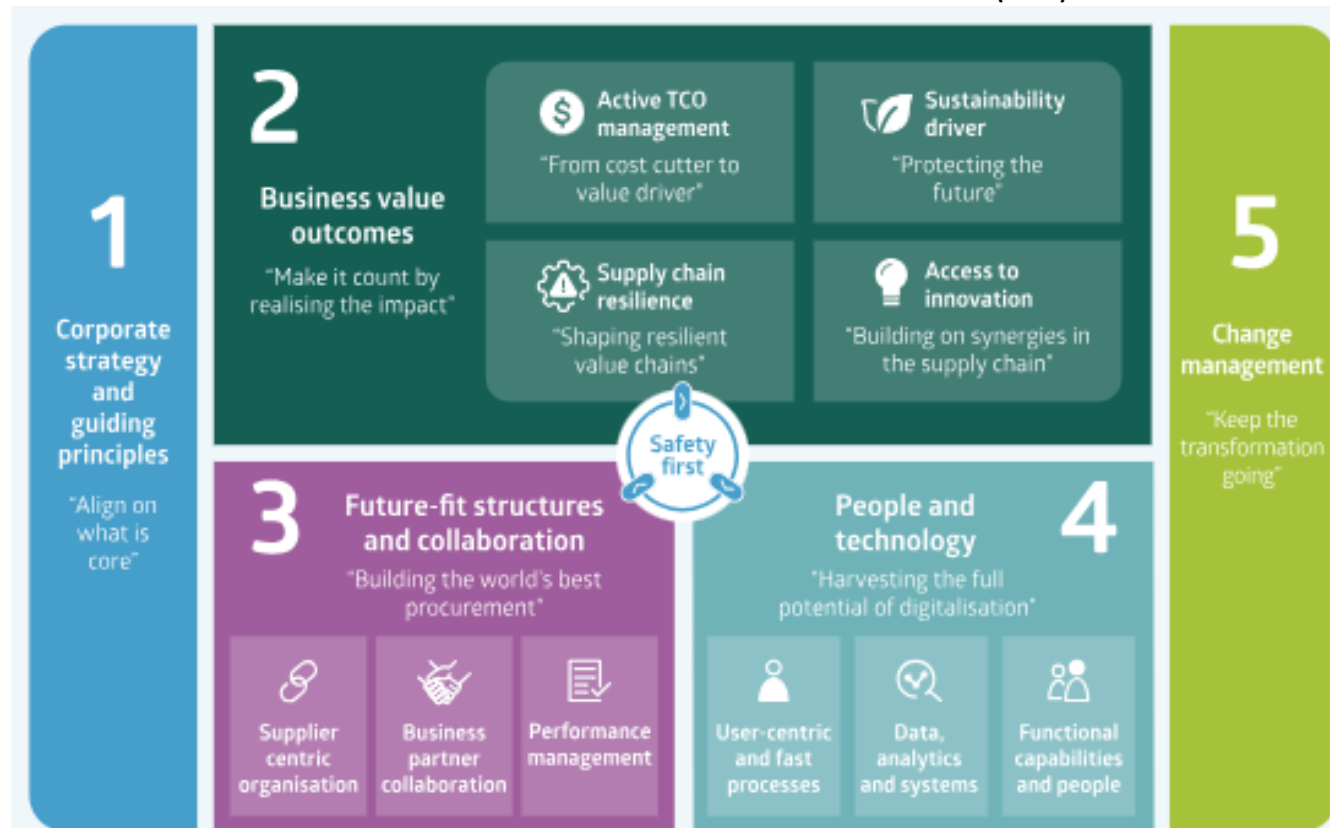 1
Corporate
strategy
and
guiding
principles
"Align on
what is
core"
2
Business value
outcomes
"Make it count by
realising the impact"
$
Active TCO
management
"From cost cutter to
value driver"
Sustainability
driver
"Protecting the
future"
Supply chain
resilience
"Shaping resilient
value chains"
Access to
innovation
"Building on synergies in
the supply chain"
Safety
first
3
Future-fit structures
and collaboration
"Building the world's best
procurement"
Supplier
centric
organisation
Business
partner
collaboration
Performance
management
People and
technology
4
"Harvesting the full
potential of digitalisation"
User-centric
and fast
processes
Data,
analytics
and systems
Functional
capabilities
and people
5
Change
management
"Keep the
transformation
going"